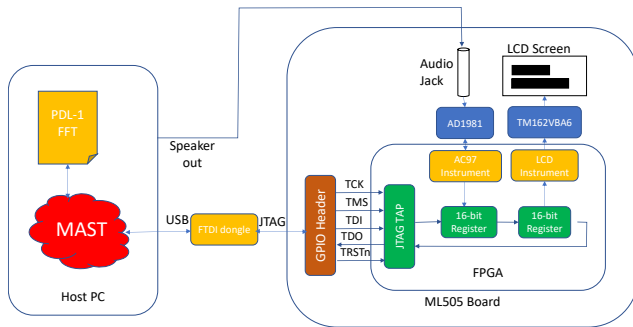 PDL-1
FFT
MAST
Host PC
Speaker
out
USB
FTDI dongle
JTAG
Audio
Jack
LCD Screen
AD1981
TM162VBA6
AC97
Instrument
LCD
Instrument
GPIO Header
TCK
TMS
TDI
TDO
TRSTn
JTAG TAP
16-bit
Register
16-bit
Register
FPGA
ML505 Board